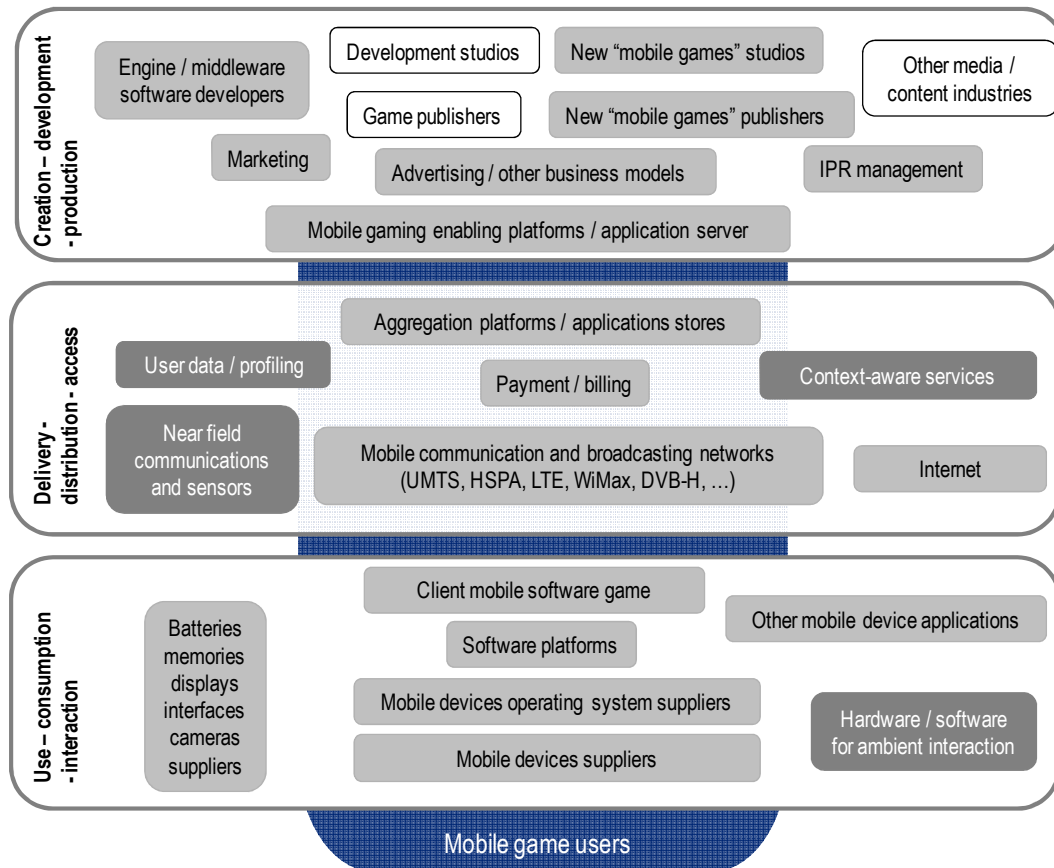 Creation – development
- production
Engine / middleware
software developers
Development studios
New “mobile games” studios
Other media /
content industries
Game publishers
New “mobile games” publishers
Marketing
Advertising / other business models
IPR management
Mobile gaming enabling platforms / application server
Delivery -
distribution - access
Aggregation platforms / applications stores
User data / profiling
Payment / billing
Context-aware services
Near field
communications
and sensors
Mobile communication and broadcasting networks
(UMTS, HSPA, LTE, WiMax, DVB-H, …)
Internet
Use – consumption
- interaction
Client mobile software game
Other mobile device applications
Batteries
memories
displays
interfaces
cameras
suppliers
Software platforms
Mobile devices operating system suppliers
Hardware / software
for ambient interaction
Mobile devices suppliers
Mobile game users